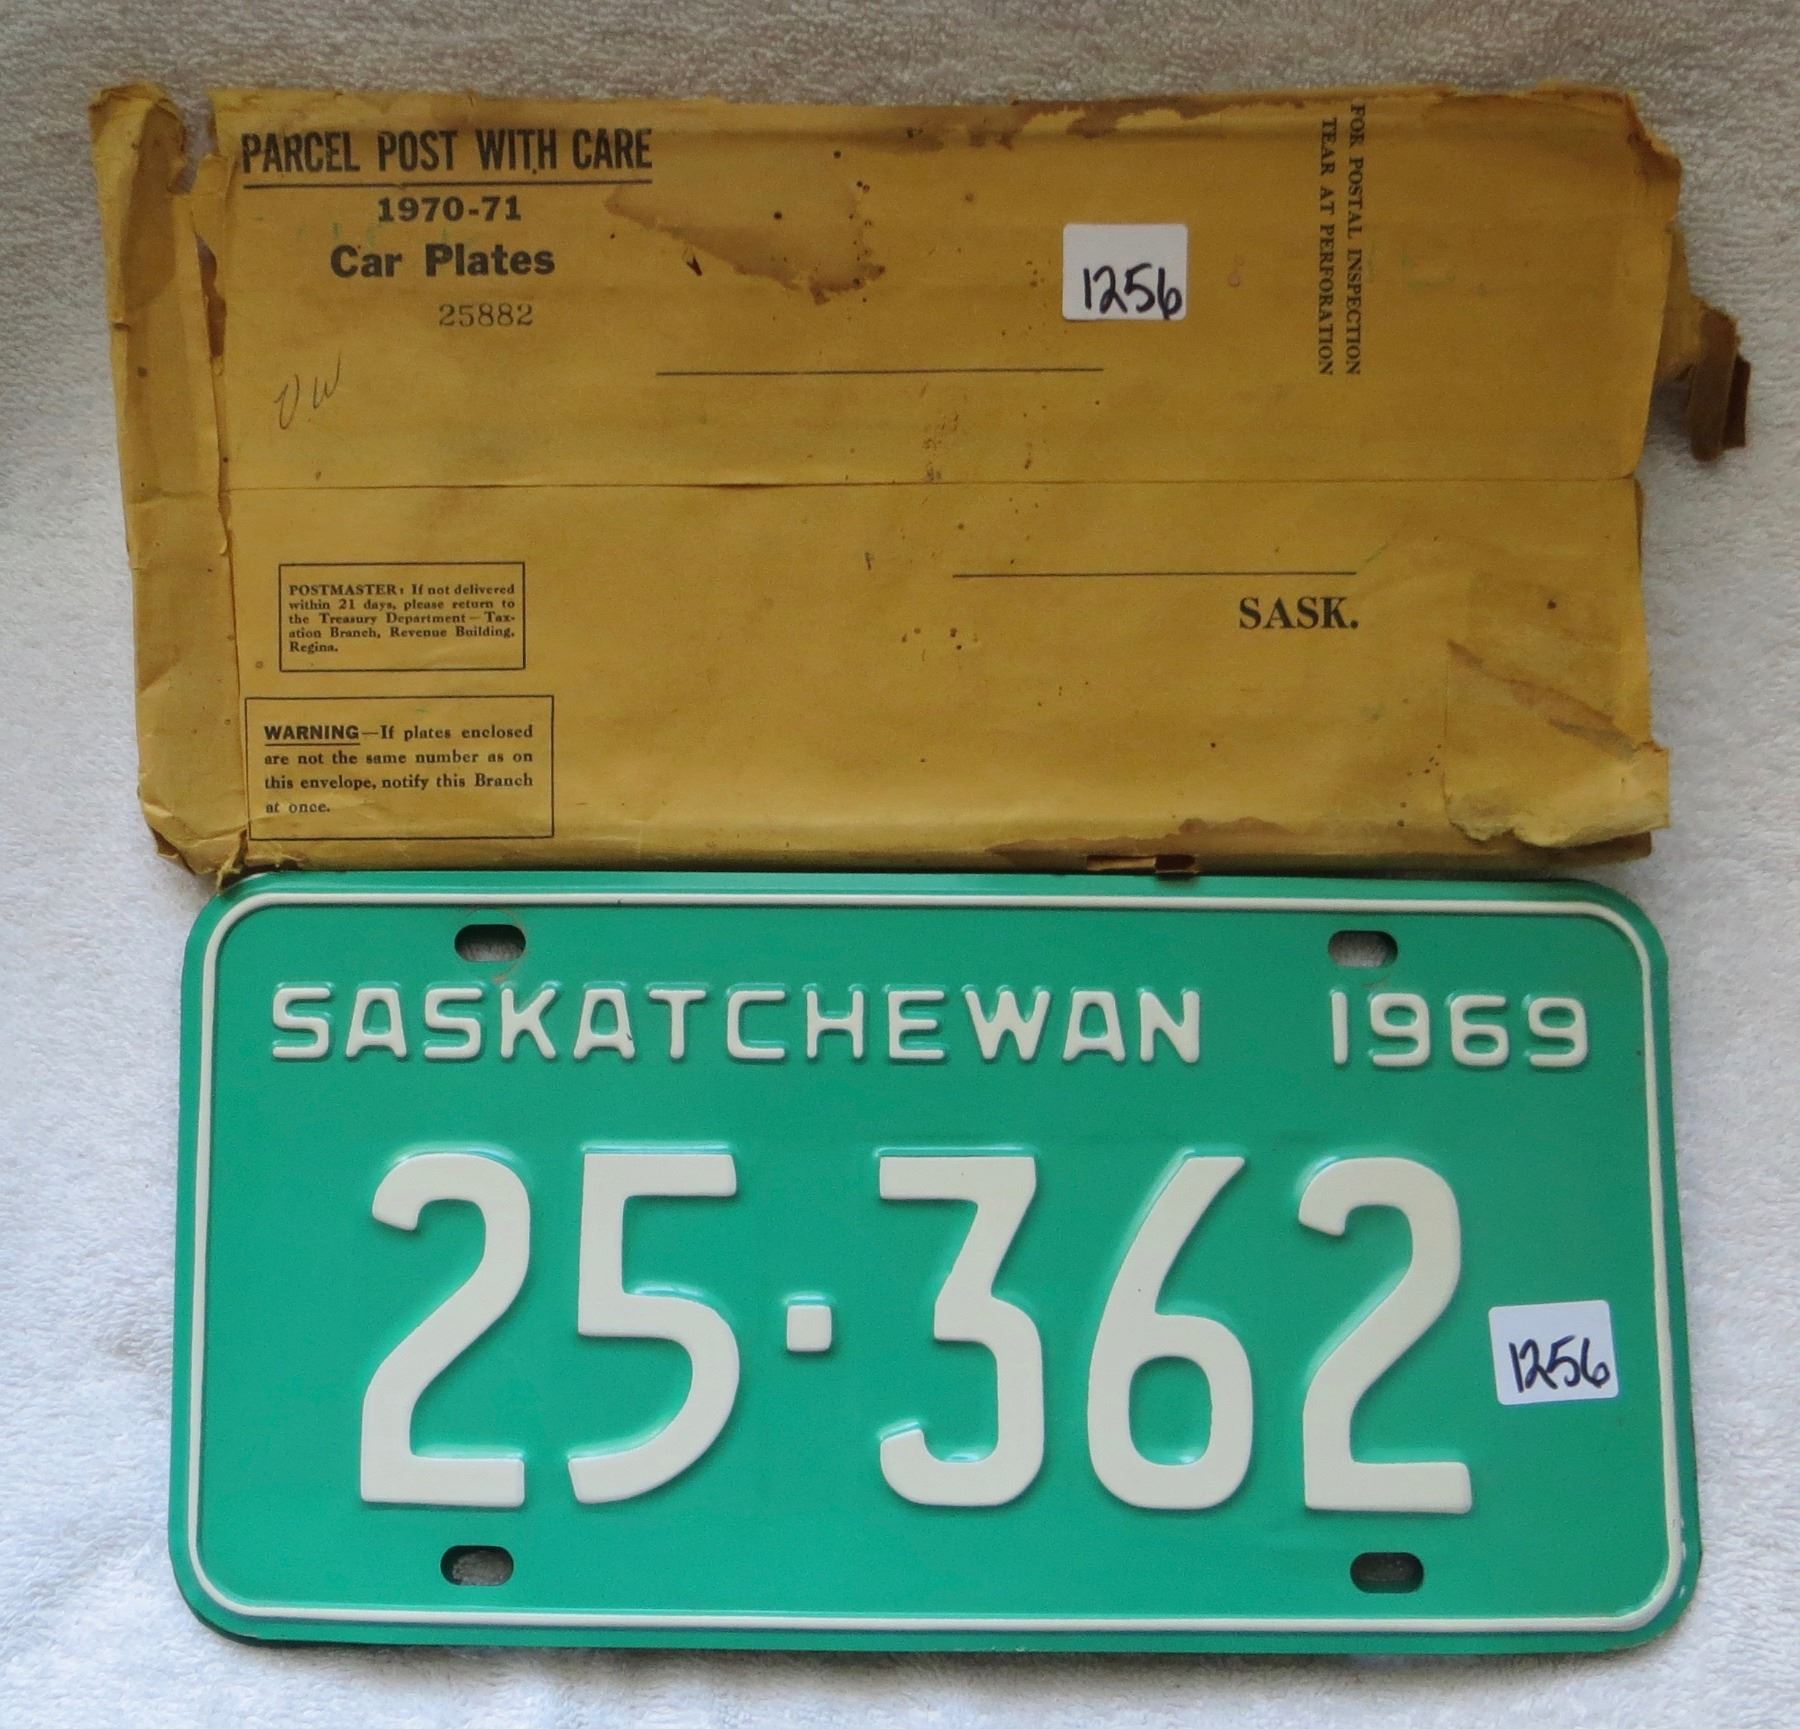 PARCEL POST WITH CARE
1970-71
Car Plates
25882
VW
1256
FOR POSTAL INSPECTION
TEAR AT PERFORATION
POSTMASTER: If not delivered
within 21 days, please return to
the Treasury Department—Tax-
ation Branch, Revenue Building,
Regina.
SASK.
WARNING—If plates enclosed
are not the same number as on
this envelope, notify this Branch
at once.
SASKATCHEWAN 1969
25·362
1256